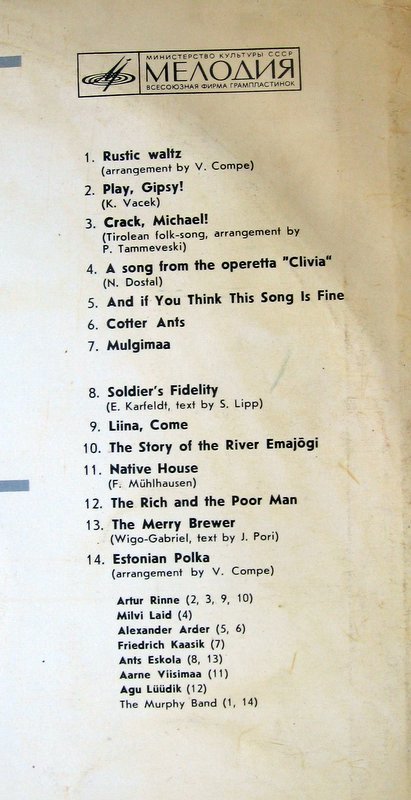 МИНИСТЕРСТВО КУЛЬТУРЫ СССР
МЕЛОДИЯ
ВСЕСОЮЗНАЯ ФИРМА ГРАМПЛАСТИНОК
1. Rustic waltz
(arrangement by V. Compe)
2. Play, Gipsy!
(K. Vacek)
3. Crack, Michael!
(Tirolean folk-song, arrangement by
P. Tammeveski)
4. A song from the operetta "Clivia"
(N. Dostal)
5. And if You Think This Song Is Fine
6. Cotter Ants
7. Mulgimaa
8. Soldier's Fidelity
(E. Karfeldt, text by S. Lipp)
9. Liina, Come
10. The Story of the River Emajõgi
11. Native House
(F. Mühlhausen)
12. The Rich and the Poor Man
13. The Merry Brewer
(Wigo-Gabriel, text by J. Pori)
14. Estonian Polka
(arrangement by V. Compe)
Artur Rinne (2, 3, 9, 10)
Milvi Laid (4)
Alexander Arder (5, 6)
Friedrich Kaasik (7)
Ants Eskola (8, 13)
Aarne Viisimaa (11)
Agu Lüüdik (12)
The Murphy Band (1, 14)